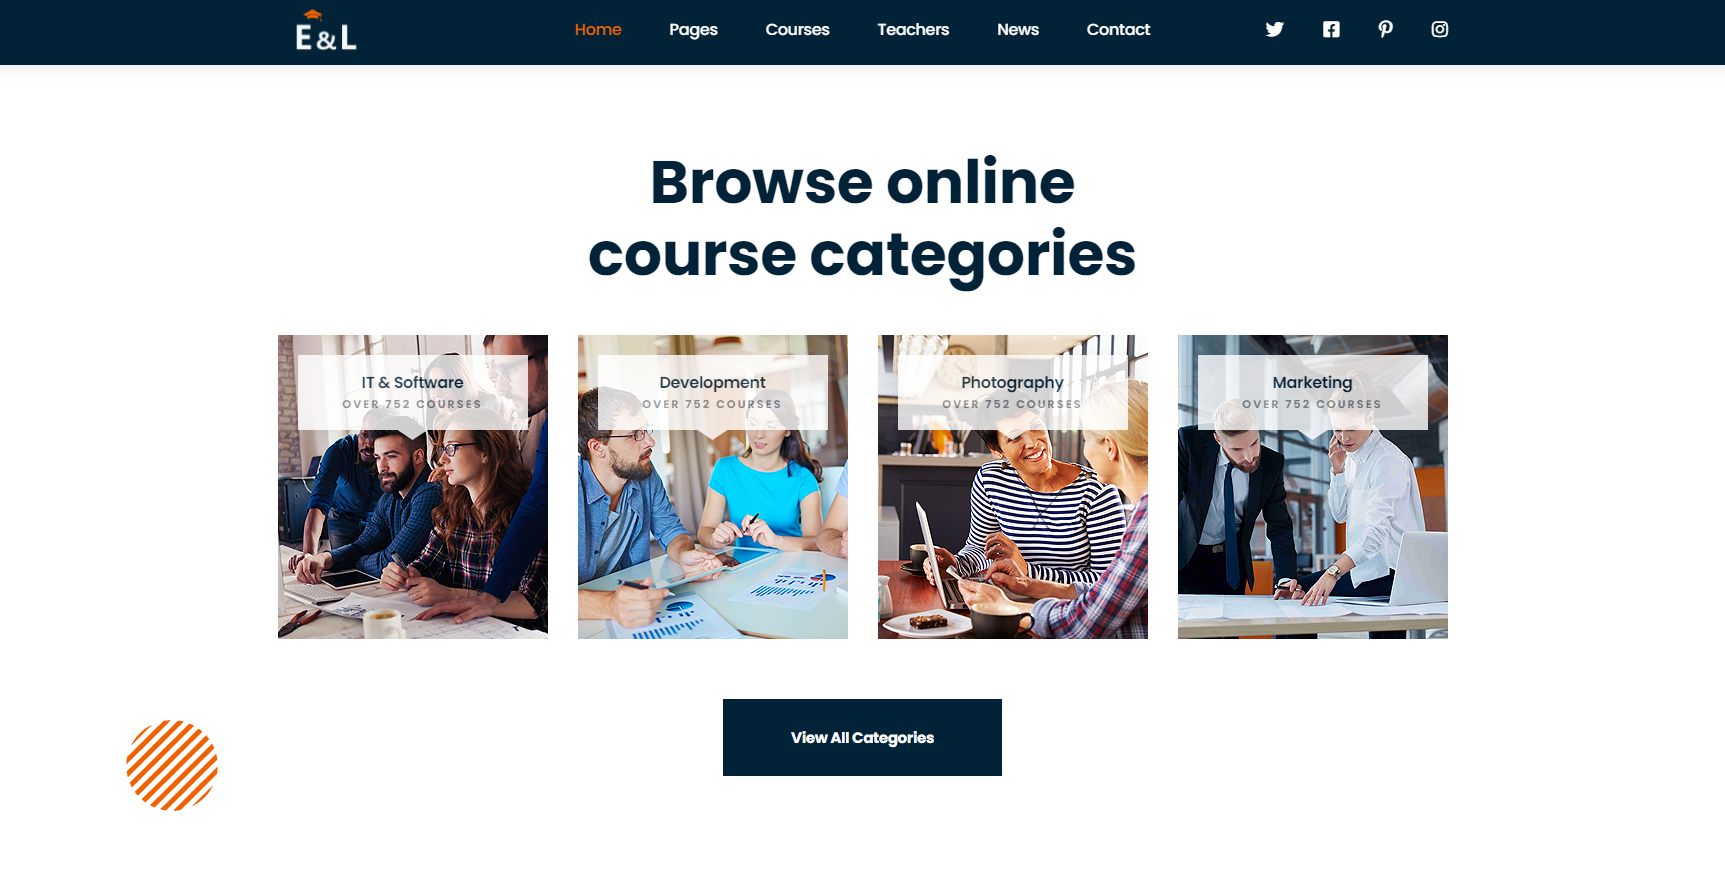 E & L
Home Pages Courses Teachers News Contact
Browse online
course categories
IT & Software
OVER 752 COURSES
Development
OVER 752 COURSES
Photography
OVER 752 COURSES
Marketing
OVER 752 COURSES
View All Categories